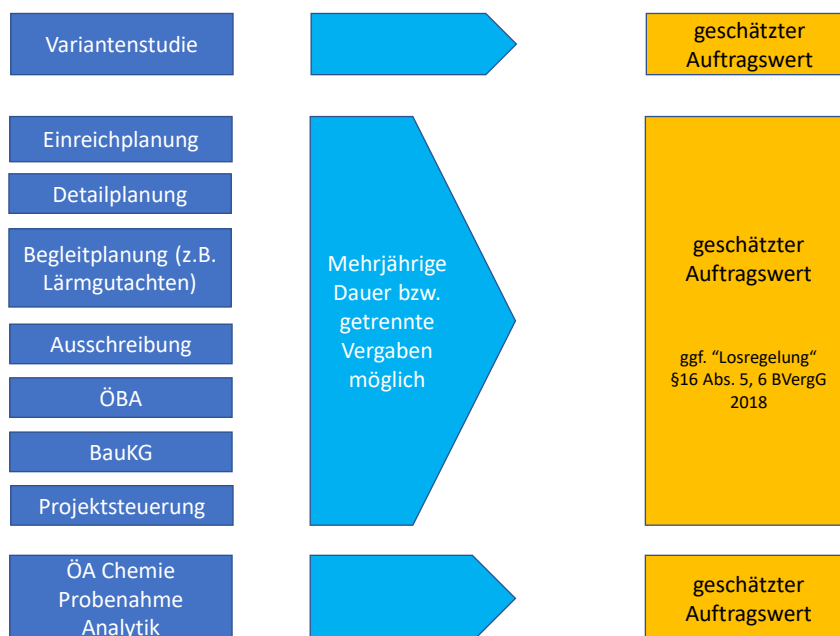 Variantenstudie
geschätzter
Auftragswert
Einreichplanung
Detailplanung
Begleitplanung (z.B.
Lärmgutachten)
Ausschreibung
ÖBA
BauKG
Projektsteuerung
Mehrjährige
Dauer bzw.
getrennte
Vergaben
möglich
geschätzter
Auftragswert
ggf. “Losregelung“
§16 Abs. 5, 6 BVergG
2018
ÖA Chemie
Probenahme
Analytik
geschätzter
Auftragswert